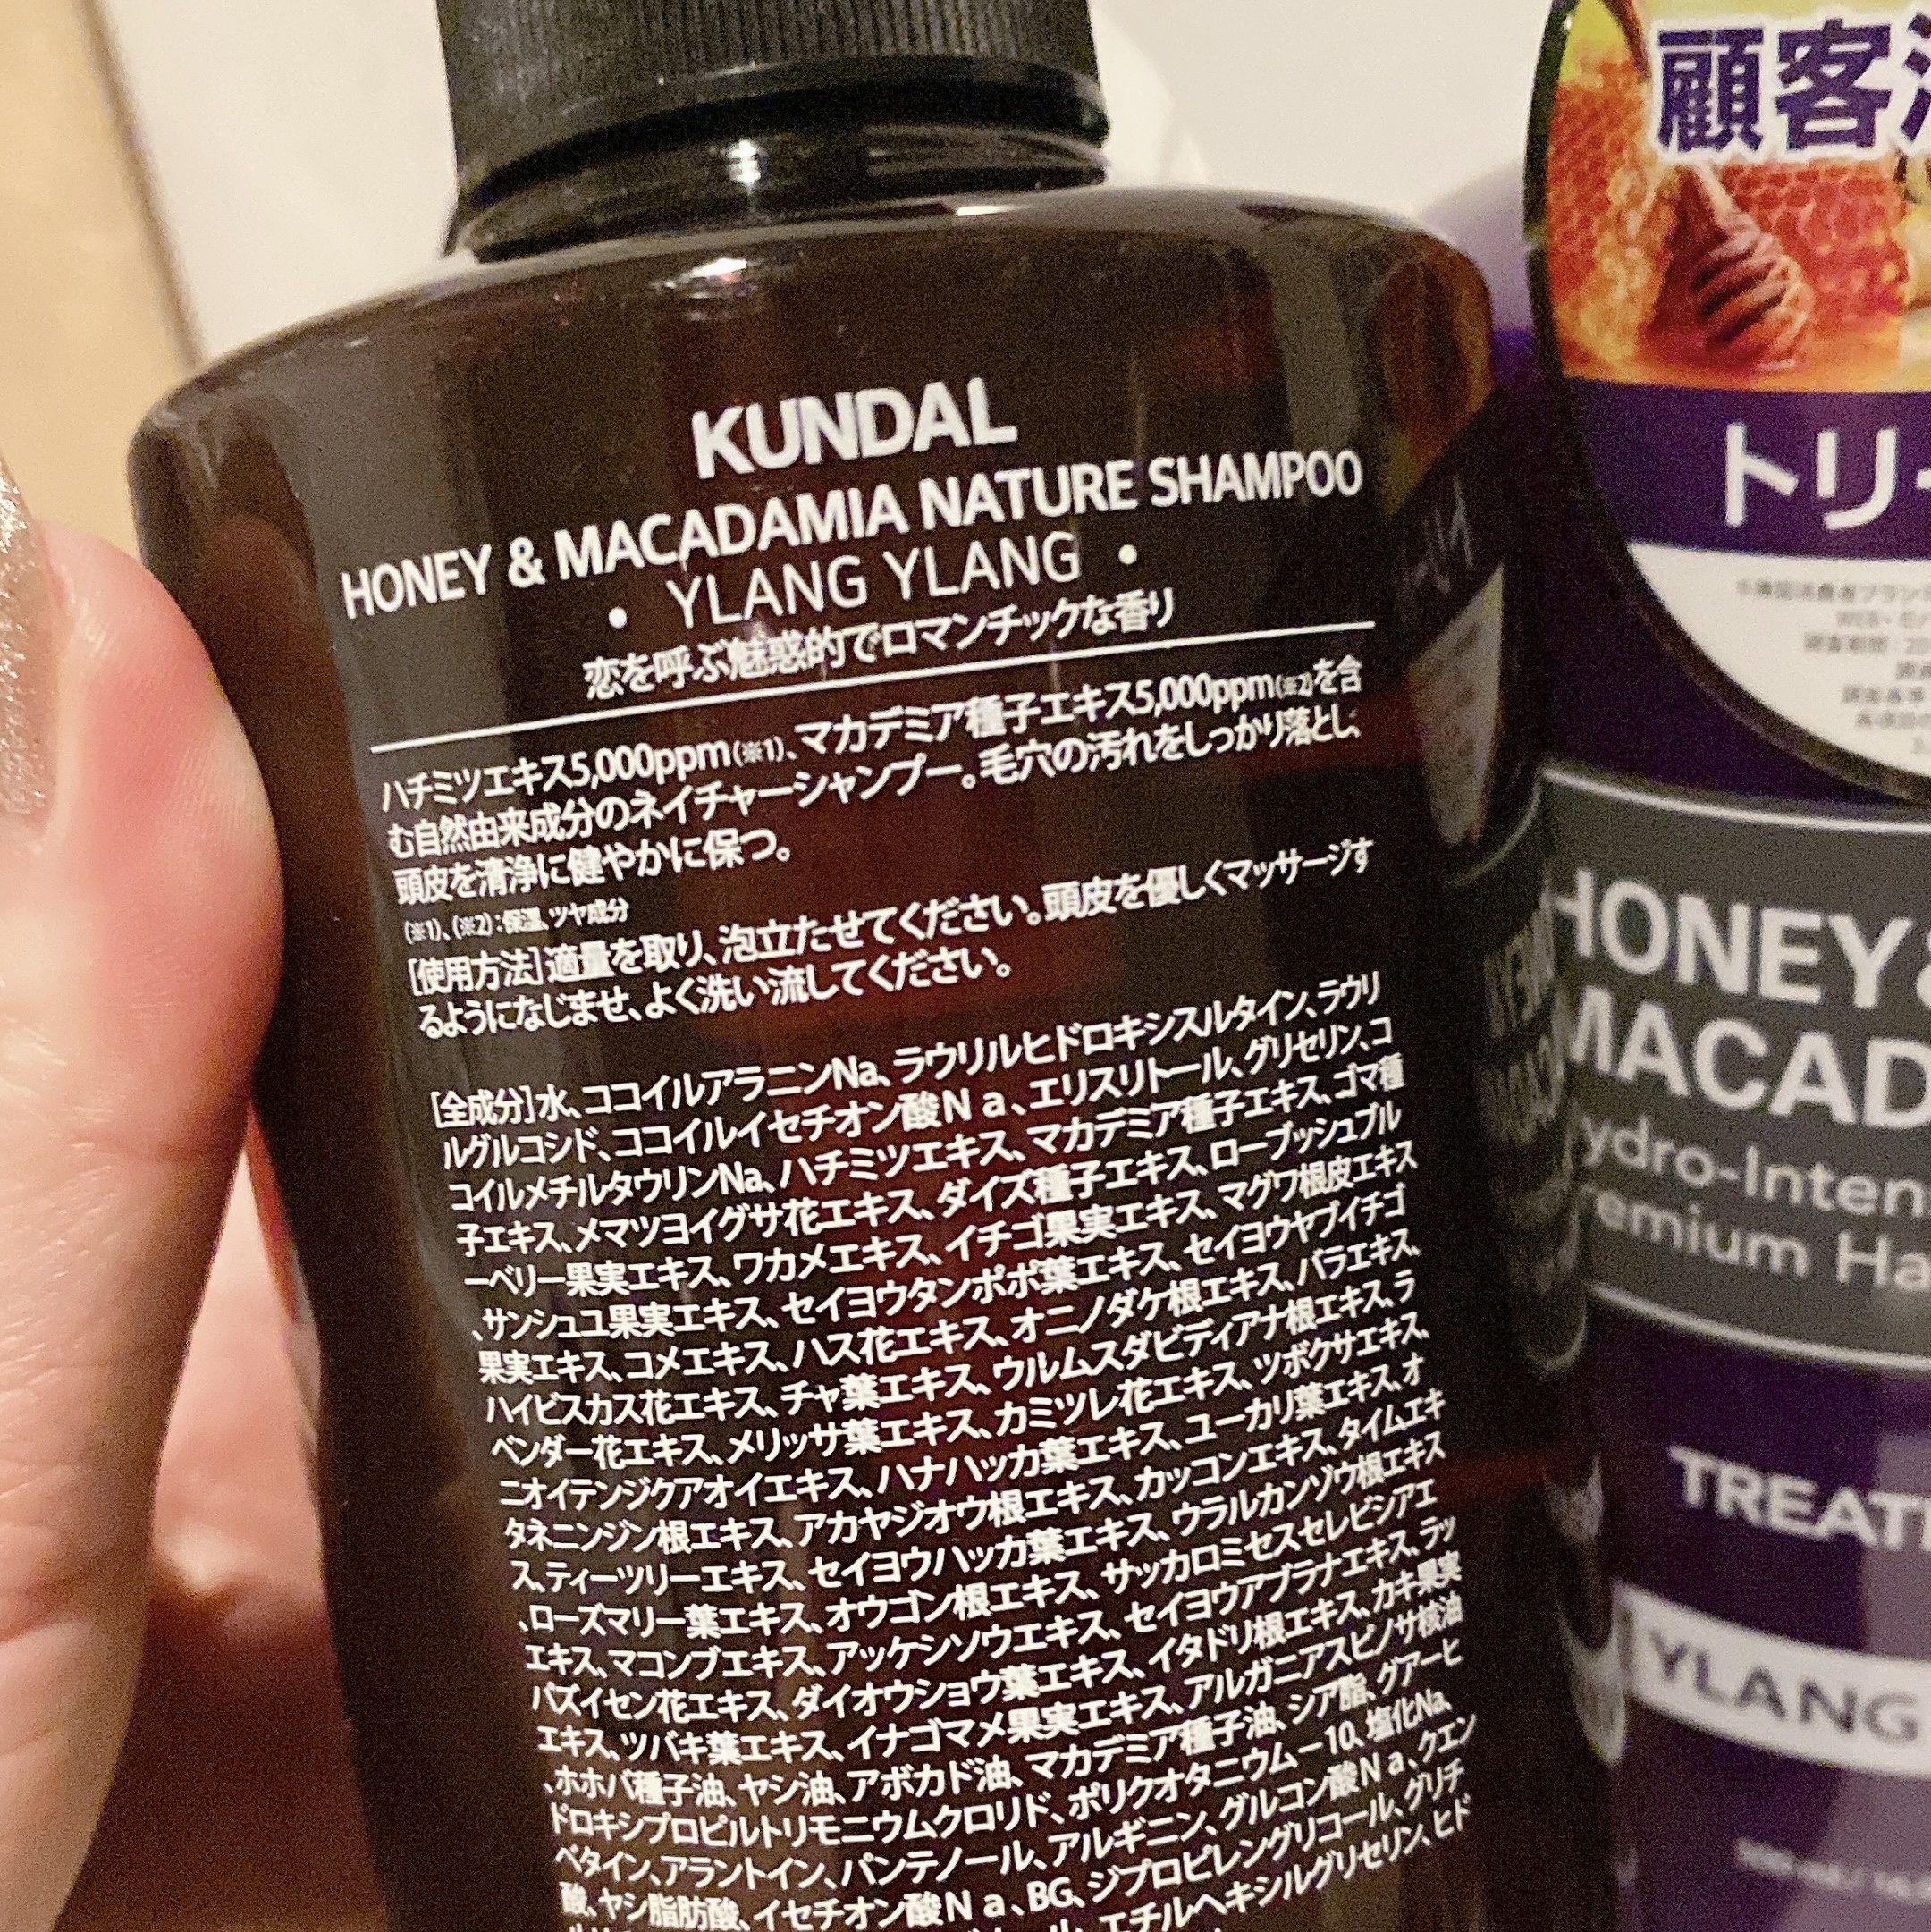 KUNDAL
HONEY & MACADAMIA NATURE SHAMPOO
• YLANG YLANG •
恋を呼ぶ魅惑的でロマンチックな香り
ハチミツエキス5,000ppm(※1)、マカデミア種子エキス5,000ppm(※2)を含
む自然由来成分のネイチャーシャンプー。毛穴の汚れをしっかり落とし、
頭皮を清浄に健やかに保つ。
(※1)、(※2):保湿、ツヤ成分
[使用方法]適量を取り、泡立たせてください。頭皮を優しくマッサージす
るようになじませ、よく洗い流してください。
[全成分]水、ココイルアラニンNa、ラウリルヒドロキシスルタイン、ラウリ
ルグルコシド、ココイルイセチオン酸Ｎａ、エリスリトール、グリセリン、コ
コイルメチルタウリンNa、ハチミツエキス、マカデミア種子エキス、ゴマ種
子エキス、メマツヨイグサ花エキス、ダイズ種子エキス、ローブッシュブル
ーベリー果実エキス、ワカメエキス、イチゴ果実エキス、マグワ根皮エキス
、サンシュユ果実エキス、セイヨウタンポポ葉エキス、セイヨウヤブイチゴ
果実エキス、コメエキス、ハス花エキス、オニノダケ根エキス、バラエキス、
ハイビスカス花エキス、チャ葉エキス、ウルムスダビディアナ根エキス、ラ
ベンダー花エキス、メリッサ葉エキス、カミツレ花エキス、ツボクサエキス、
ニオイテンジクアオイエキス、ハナハッカ葉エキス、ユーカリ葉エキス、オ
タネニンジン根エキス、アカヤジオウ根エキス、カッコンエキス、タイムエキ
ス、ティーツリーエキス、セイヨウハッカ葉エキス、ウラルカンゾウ根エキス
、ローズマリー葉エキス、オウゴン根エキス、サッカロミセスセレビシアエ
エキス、マコンブエキス、アッケシソウエキス、セイヨウアブラナエキス、ラッ
パズイセン花エキス、ダイオウショウ葉エキス、イタドリ根エキス、カキ果実
エキス、ツバキ葉エキス、イナゴマメ果実エキス、アルガニアスピノサ核油
、ホホバ種子油、ヤシ油、アボカド油、マカデミア種子油、シア脂、グアーヒ
ドロキシプロピルトリモニウムクロリド、ポリクオタニウム－10、塩化Na、
ベタイン、アラントイン、パンテノール、アルギニン、グルコン酸Ｎａ、クエン
酸、ヤシ脂肪酸、イセチオン酸Ｎａ、BG、ジプロピレングリコール、グリチ
エチルヘキシルグリセリン、ヒド
顧客
トリ
HONEY &
MACAD
ydro-Inten
remium Ha
TREAT
YLANG